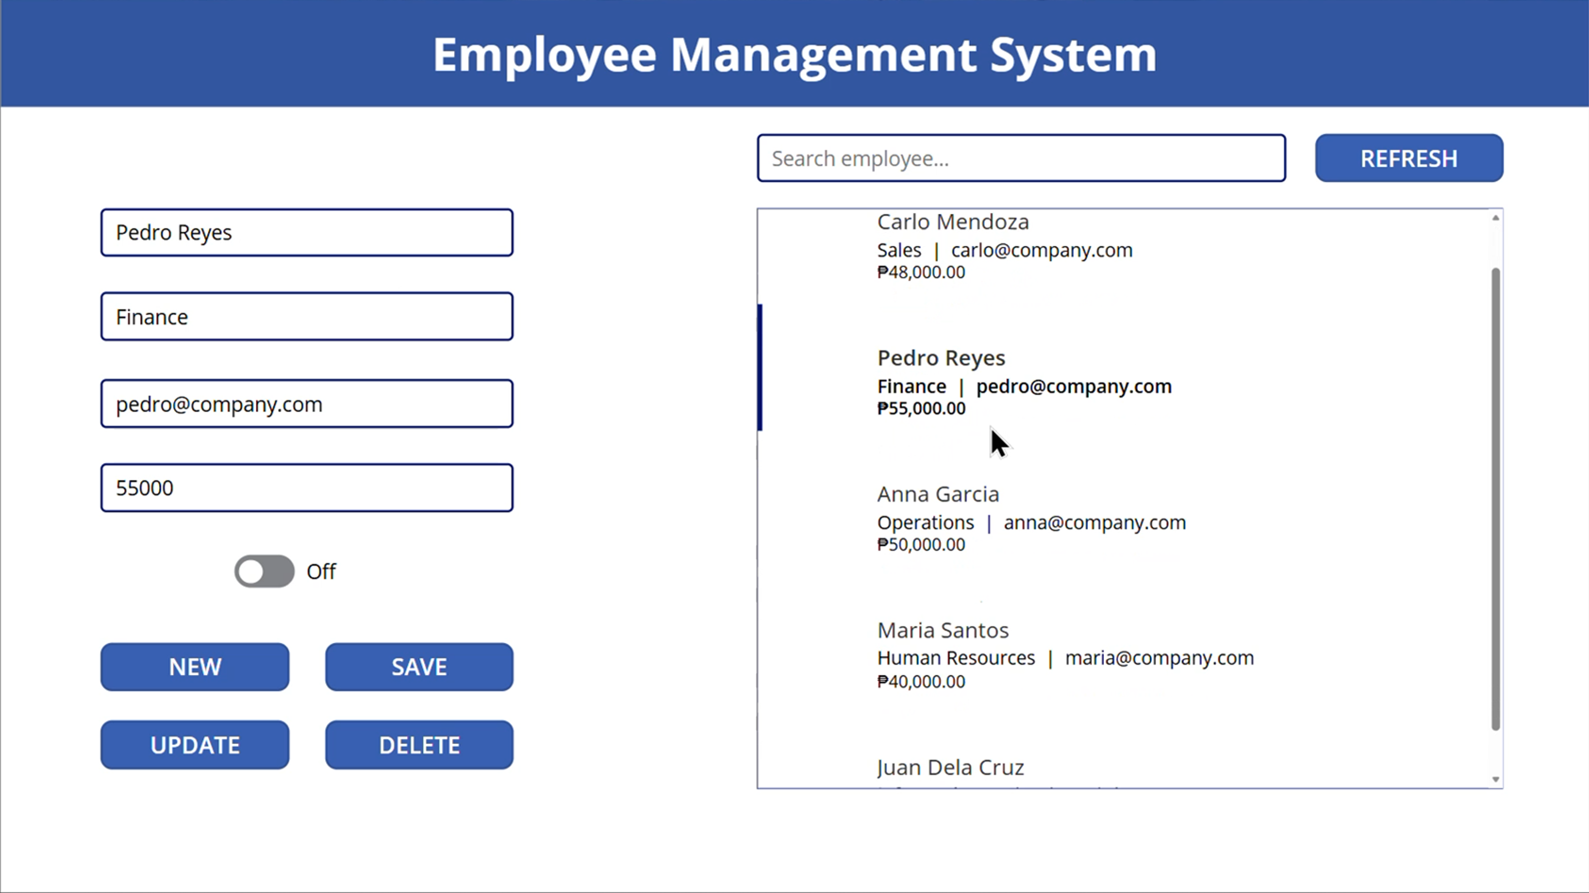 Employee Management System
Search employee...
REFRESH
Pedro Reyes
Finance
pedro@company.com
55000
Off
NEW
SAVE
UPDATE
DELETE
Carlo Mendoza
Sales | carlo@company.com
₱48,000.00
Pedro Reyes
Finance | pedro@company.com
₱55,000.00
Anna Garcia
Operations | anna@company.com
₱50,000.00
Maria Santos
Human Resources | maria@company.com
₱40,000.00
Juan Dela Cruz